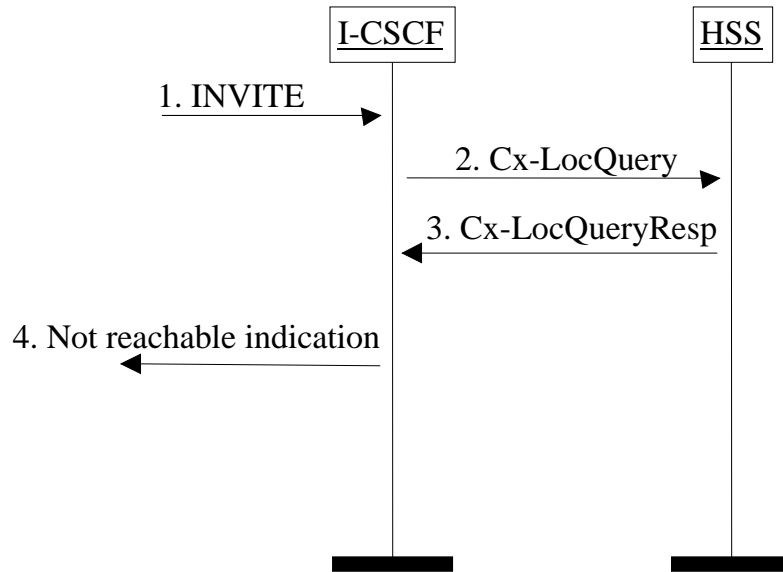 I-CSCF
HSS
1. INVITE
2. Cx-LocQuery
3. Cx-LocQueryResp
4. Not reachable indication